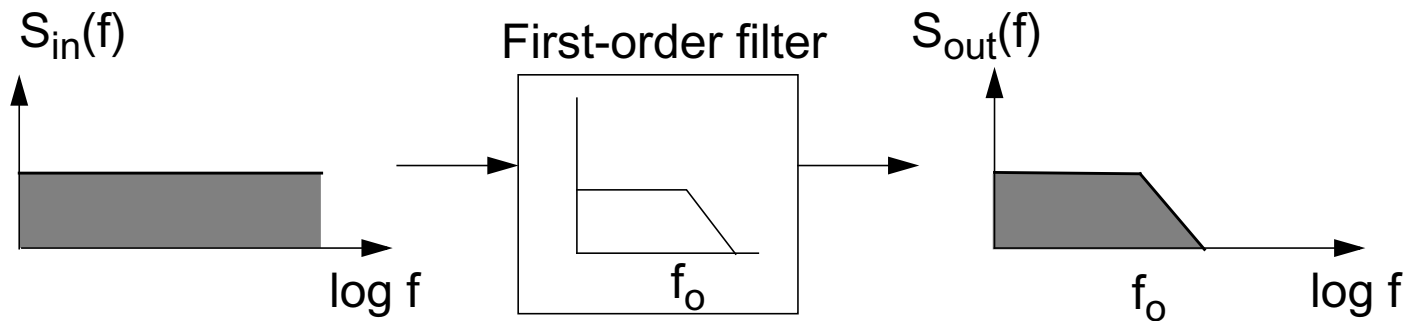 S_in(f)
First-order filter
S_out(f)
log f
f_o
f_o
log f